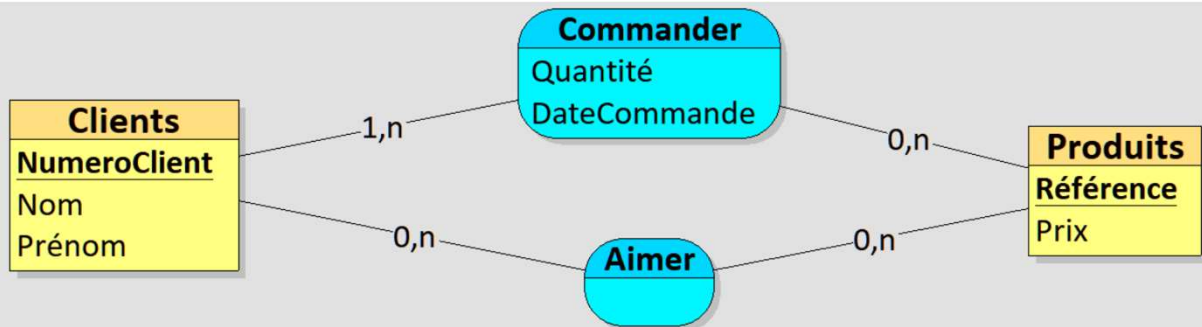 Commander
Quantité
DateCommande
Clients
NumeroClient
Nom
Prénom
1,n
0,n
Produits
Référence
Prix
0,n
Aimer
0,n